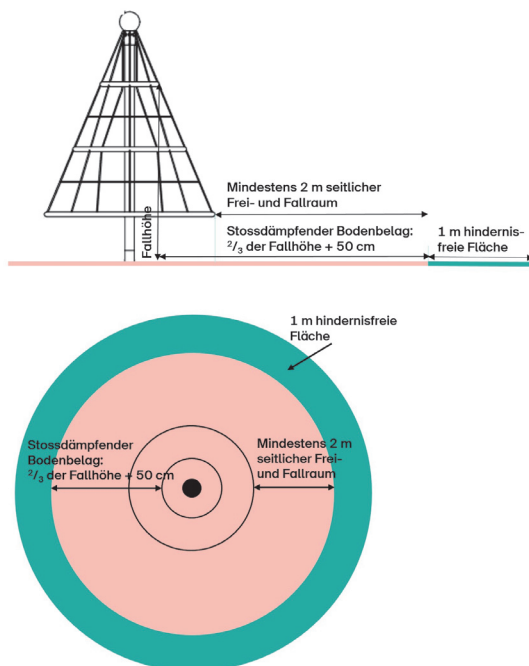 Fallhöhe
Mindestens 2 m seitlicher
Frei- und Fallraum
Stossdämpfender Bodenbelag:
²/₃ der Fallhöhe + 50 cm
1 m hindernis-
freie Fläche
1 m hindernisfreie
Fläche
Stossdämpfender
Bodenbelag:
²/₃ der Fallhöhe + 50 cm
Mindestens 2 m
seitlicher Frei-
und Fallraum